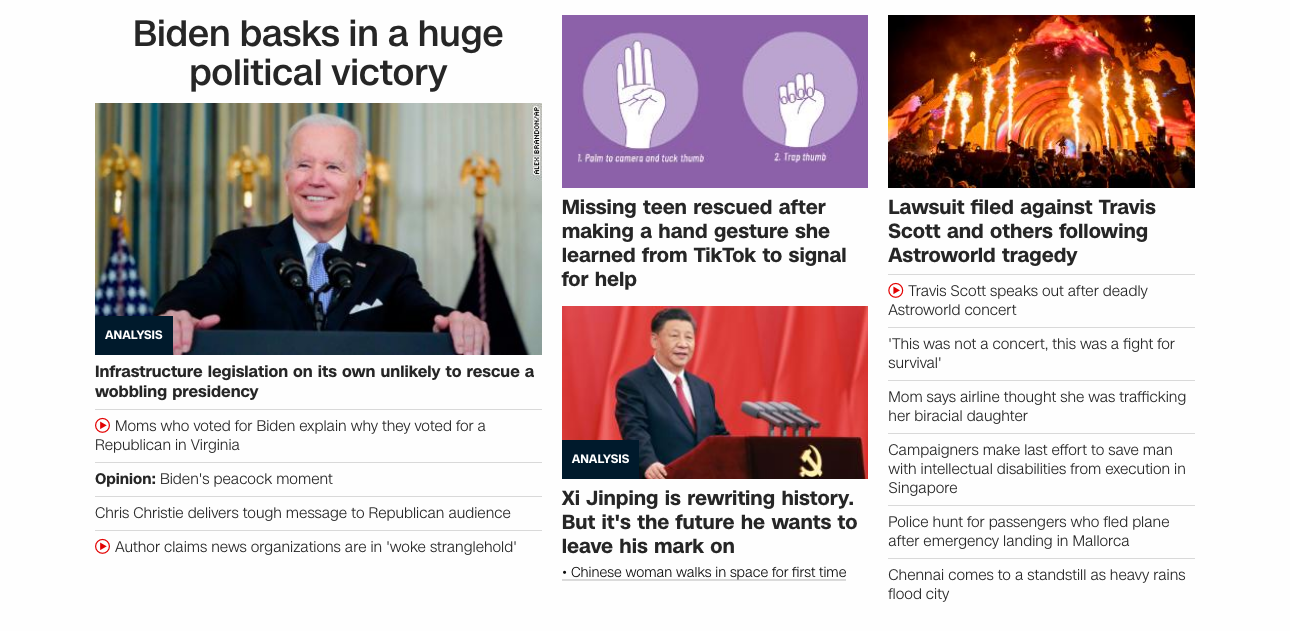 Biden basks in a huge
political victory
ALEX BRANDON/AP
ANALYSIS
Infrastructure legislation on its own unlikely to rescue a
wobbling presidency
Moms who voted for Biden explain why they voted for a
Republican in Virginia
Opinion: Biden's peacock moment
Chris Christie delivers tough message to Republican audience
Author claims news organizations are in 'woke stranglehold'
1. Palm to camera and tuck thumb
2. Trap thumb
Missing teen rescued after
making a hand gesture she
learned from TikTok to signal
for help
ANALYSIS
Xi Jinping is rewriting history.
But it's the future he wants to
leave his mark on
• Chinese woman walks in space for first time
Lawsuit filed against Travis
Scott and others following
Astroworld tragedy
Travis Scott speaks out after deadly
Astroworld concert
'This was not a concert, this was a fight for
survival'
Mom says airline thought she was trafficking
her biracial daughter
Campaigners make last effort to save man
with intellectual disabilities from execution in
Singapore
Police hunt for passengers who fled plane
after emergency landing in Mallorca
Chennai comes to a standstill as heavy rains
flood city